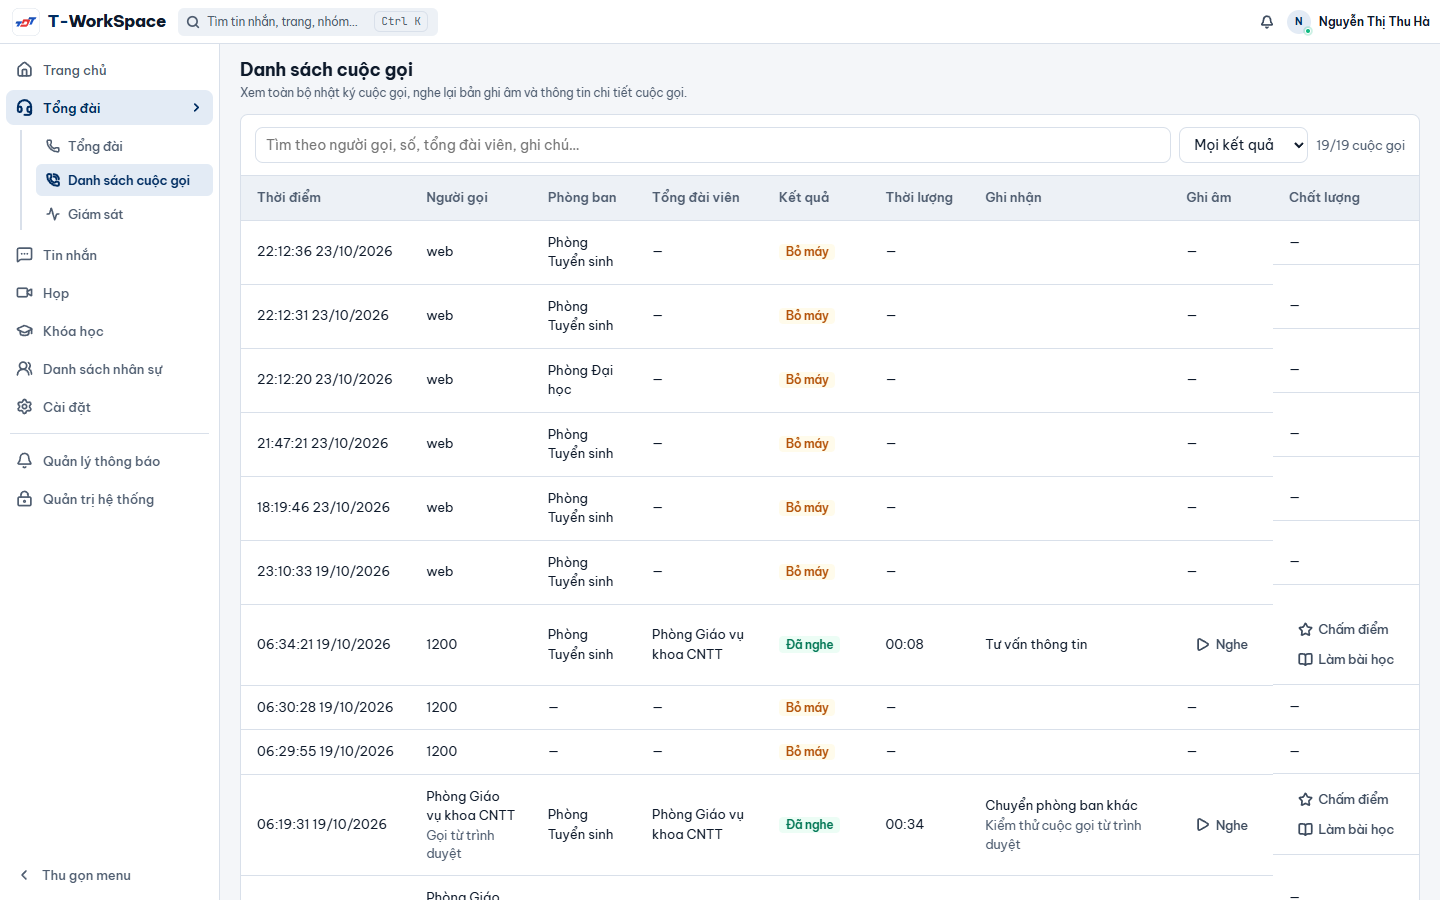 TDT T-WorkSpace Tìm tin nhắn, trang, nhóm... Ctrl K N Nguyễn Thị Thu Hà
Trang chủ
Tổng đài
Tổng đài
Danh sách cuộc gọi
Giám sát
Tin nhắn
Họp
Khóa học
Danh sách nhân sự
Cài đặt
Quản lý thông báo
Quản trị hệ thống
Thu gọn menu
Danh sách cuộc gọi
Xem toàn bộ nhật ký cuộc gọi, nghe lại bản ghi âm và thông tin chi tiết cuộc gọi.
Tìm theo người gọi, số, tổng đài viên, ghi chú... Mọi kết quả 19/19 cuộc gọi
Thời điểm Người gọi Phòng ban Tổng đài viên Kết quả Thời lượng Ghi nhận Ghi âm Chất lượng
22:12:36 23/10/2026 web Phòng Tuyển sinh — Bỏ máy — — —
22:12:31 23/10/2026 web Phòng Tuyển sinh — Bỏ máy — — —
22:12:20 23/10/2026 web Phòng Đại học — Bỏ máy — — —
21:47:21 23/10/2026 web Phòng Tuyển sinh — Bỏ máy — — —
18:19:46 23/10/2026 web Phòng Tuyển sinh — Bỏ máy — — —
23:10:33 19/10/2026 web Phòng Tuyển sinh — Bỏ máy — — —
06:34:21 19/10/2026 1200 Phòng Tuyển sinh Phòng Giáo vụ khoa CNTT Đã nghe 00:08 Tư vấn thông tin Nghe Chấm điểm Làm bài học
06:30:28 19/10/2026 1200 — — Bỏ máy — — —
06:29:55 19/10/2026 1200 — — Bỏ máy — — —
06:19:31 19/10/2026 Phòng Giáo vụ khoa CNTT Gọi từ trình duyệt Phòng Tuyển sinh Phòng Giáo vụ khoa CNTT Đã nghe 00:34 Chuyển phòng ban khác Kiểm thử cuộc gọi từ trình duyệt Nghe Chấm điểm Làm bài học
Phòng Giáo —